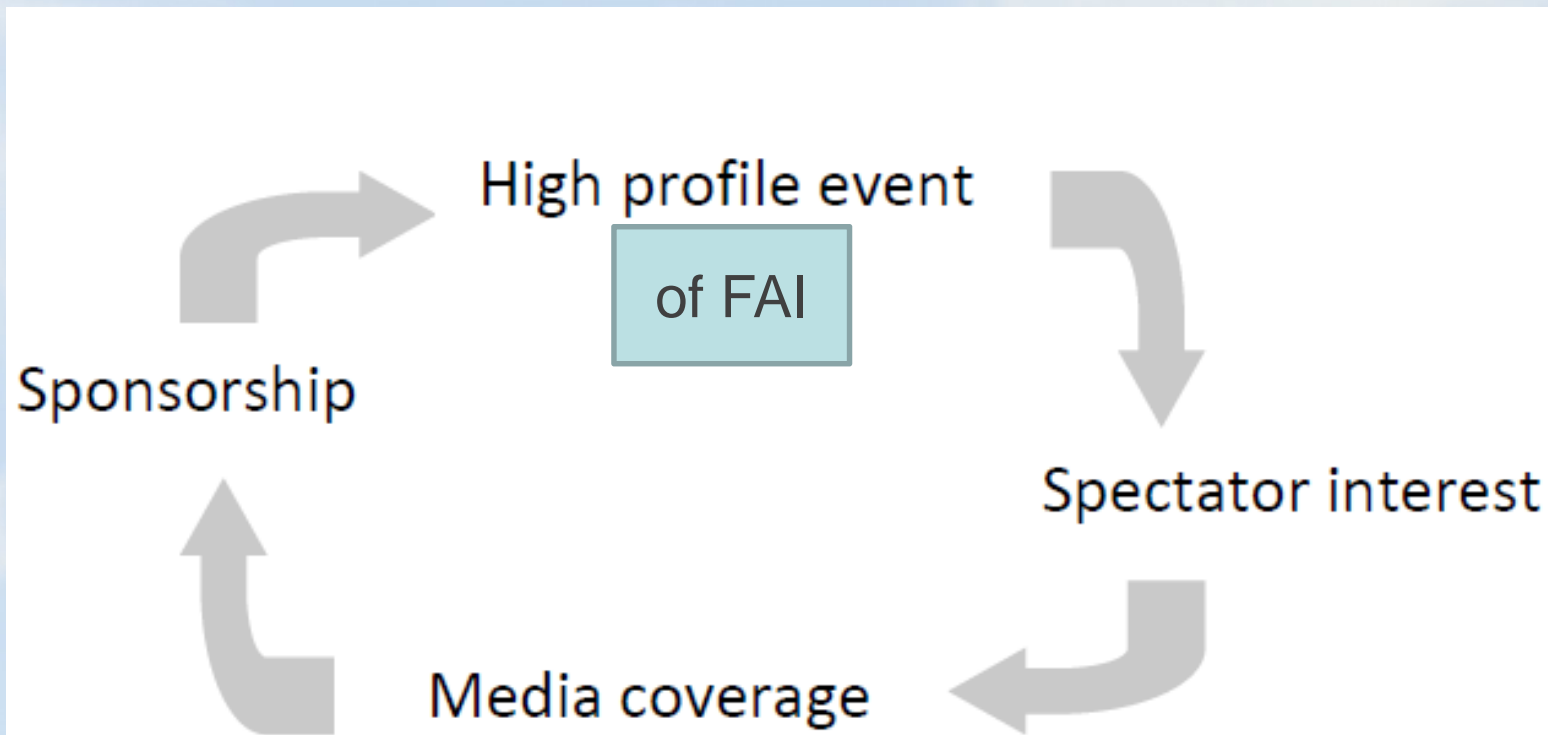 High profile event
of FAI
Sponsorship
Spectator interest
Media coverage